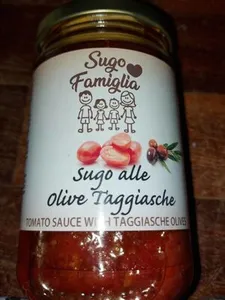 Sugo
Famiglia
Sugo alle
Olive Taggiasche
TOMATO SAUCE WITH TAGGIASCHE OLIVES